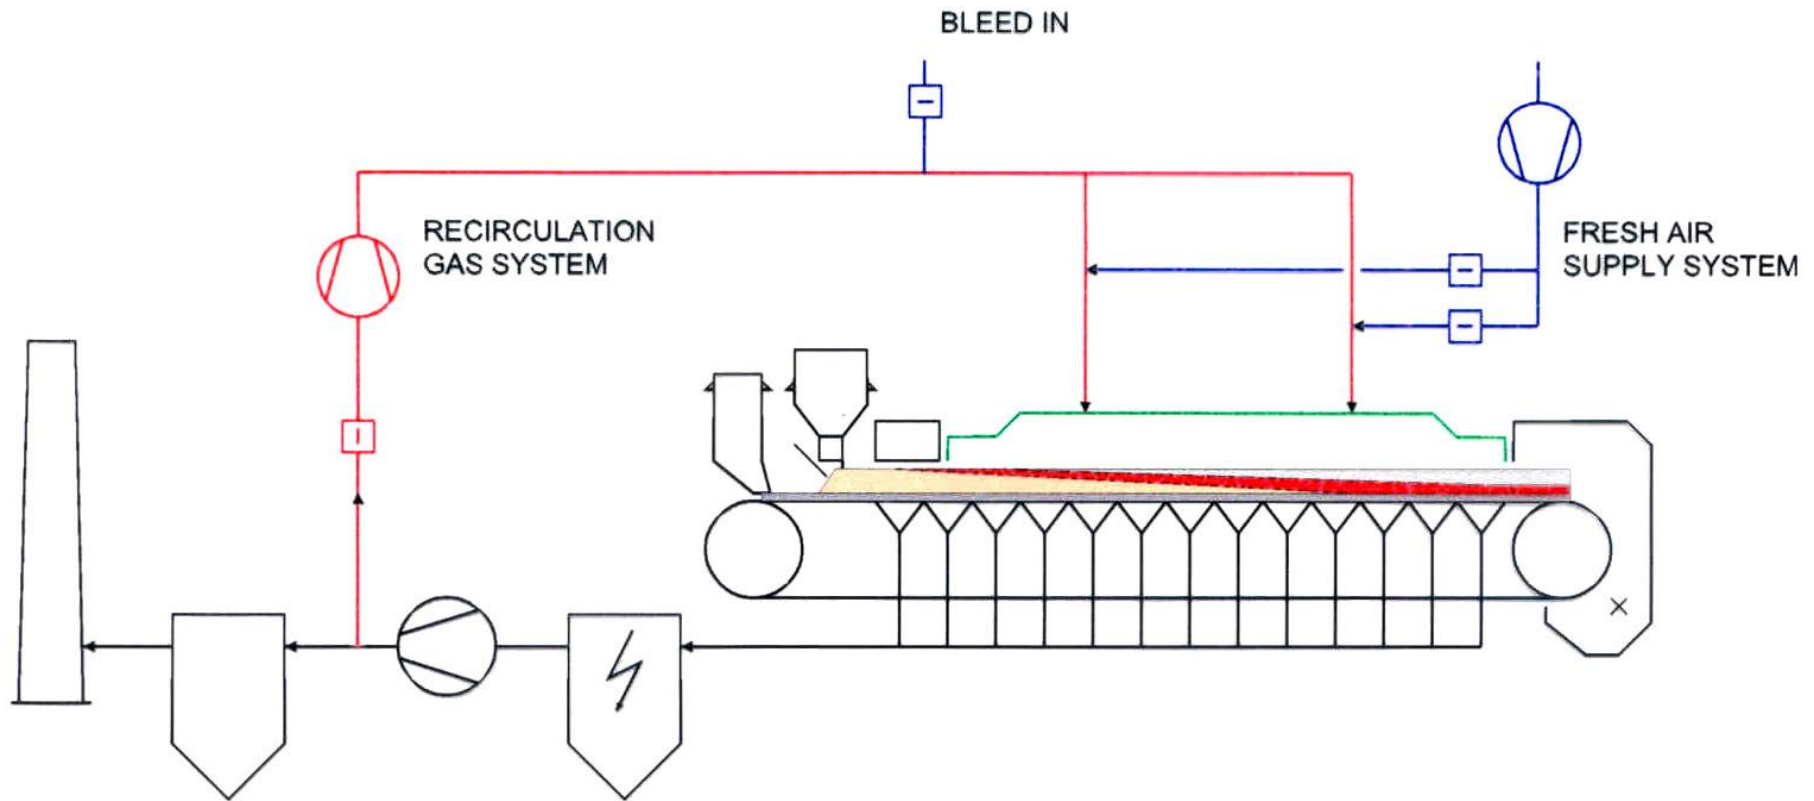 BLEED IN
RECIRCULATION
GAS SYSTEM
FRESH AIR
SUPPLY SYSTEM